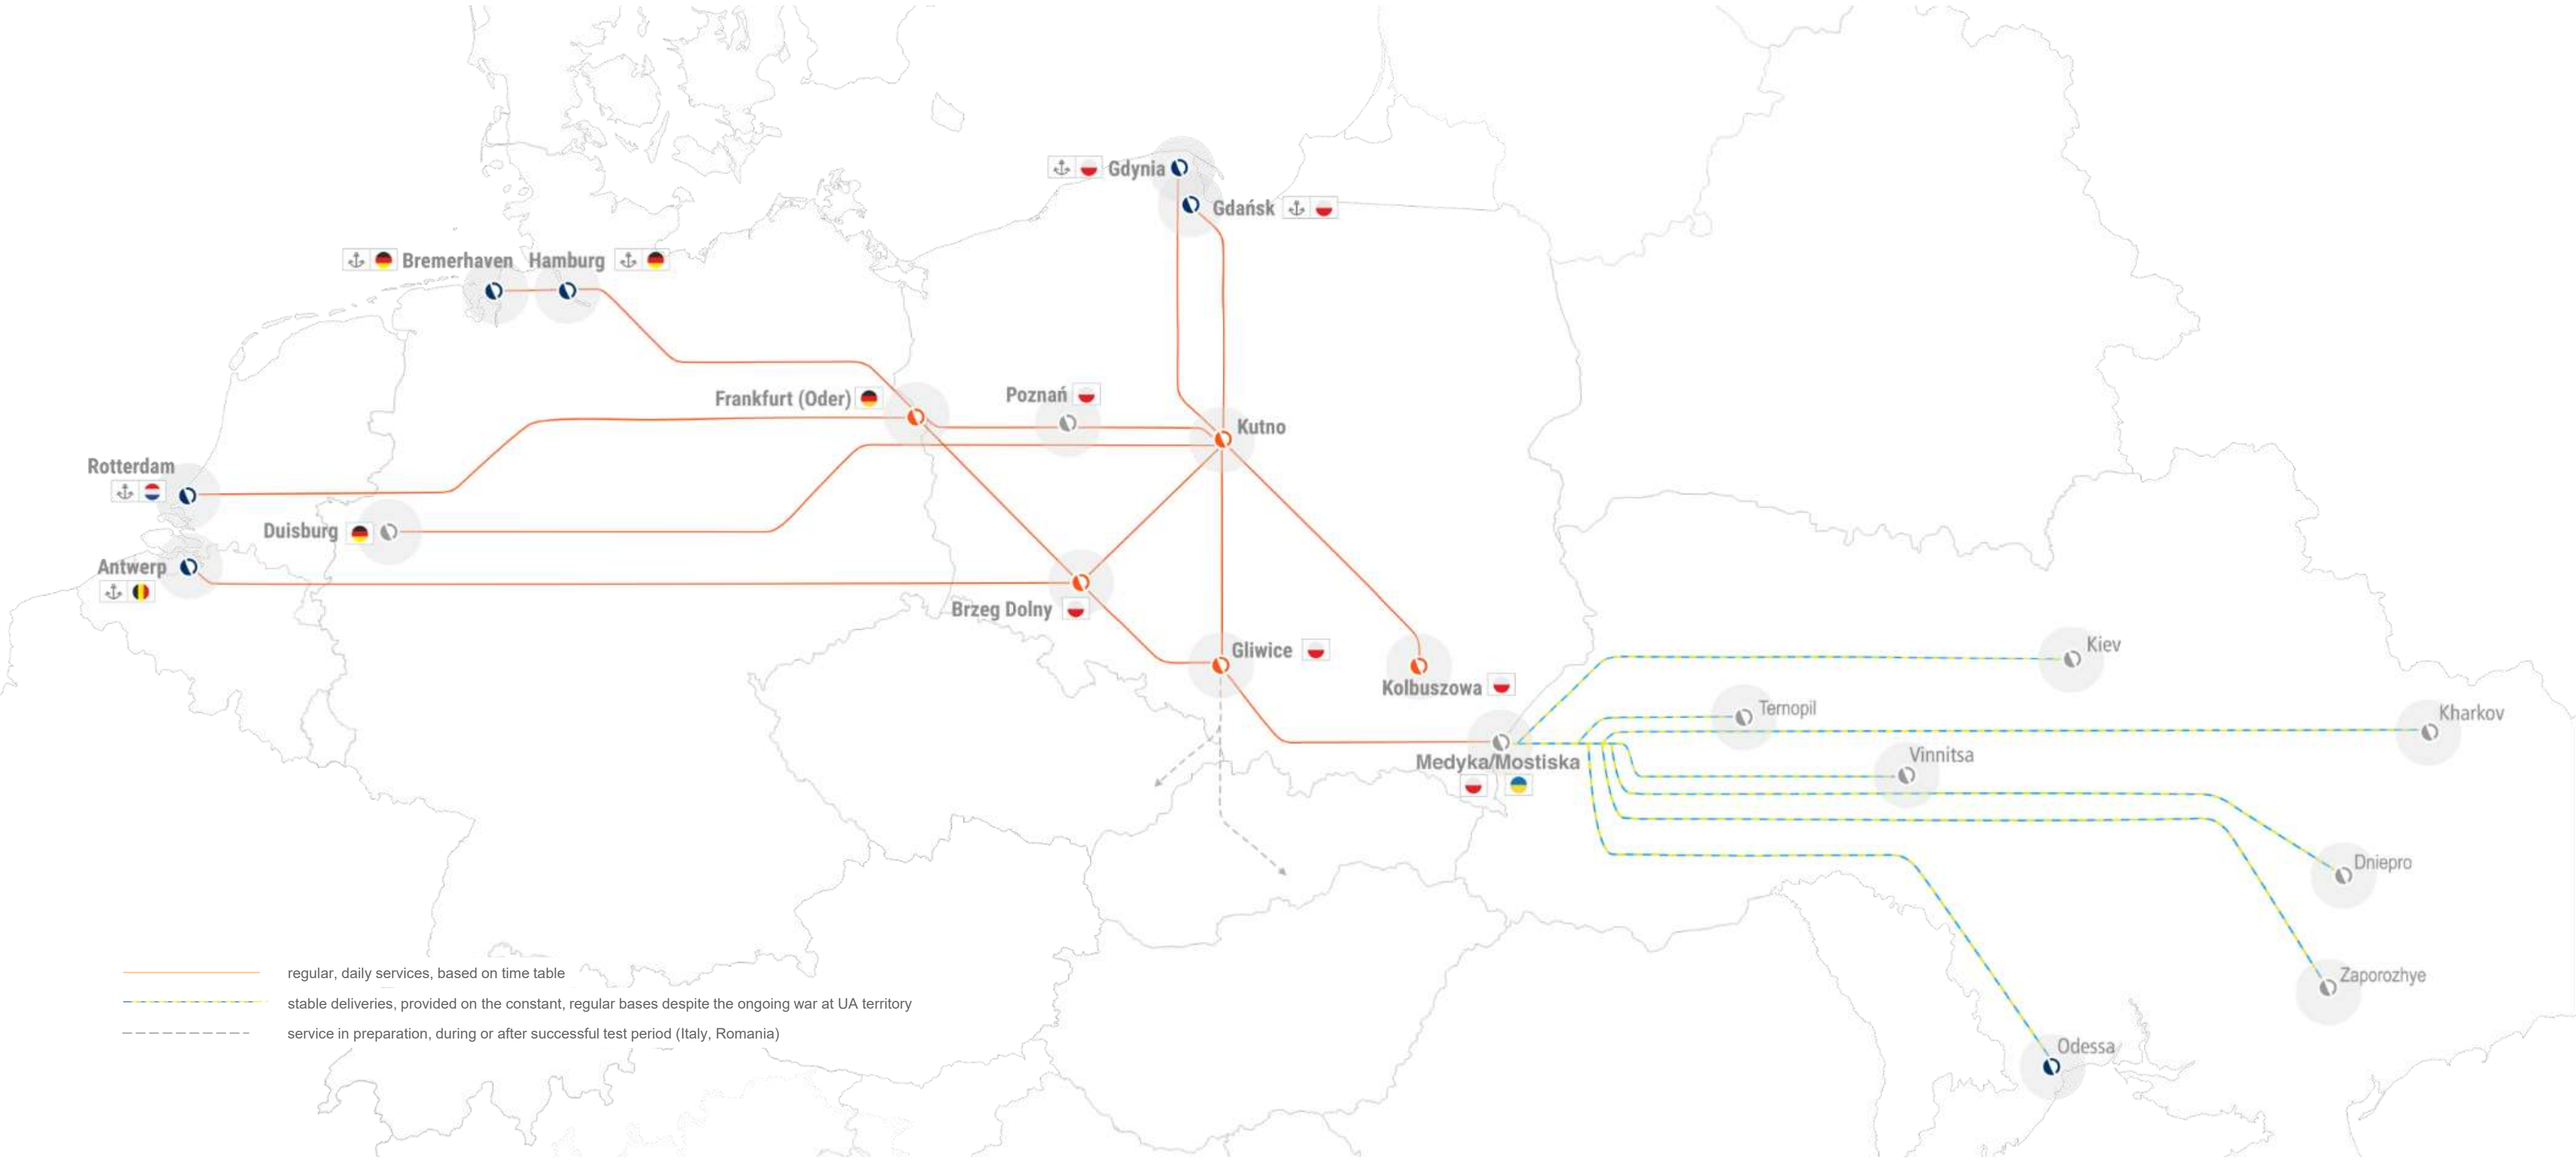 Gdynia
Gdańsk
Bremerhaven
Hamburg
Frankfurt (Oder)
Poznań
Kutno
Rotterdam
Duisburg
Antwerp
Brzeg Dolny
Gliwice
Kolbuszowa
Medyka/Mostiska
Kiev
Ternopil
Kharkov
Vinnitsa
Dniepro
Zaporozhye
Odessa
regular, daily services, based on time table
stable deliveries, provided on the constant, regular bases despite the ongoing war at UA territory
service in preparation, during or after successful test period (Italy, Romania)